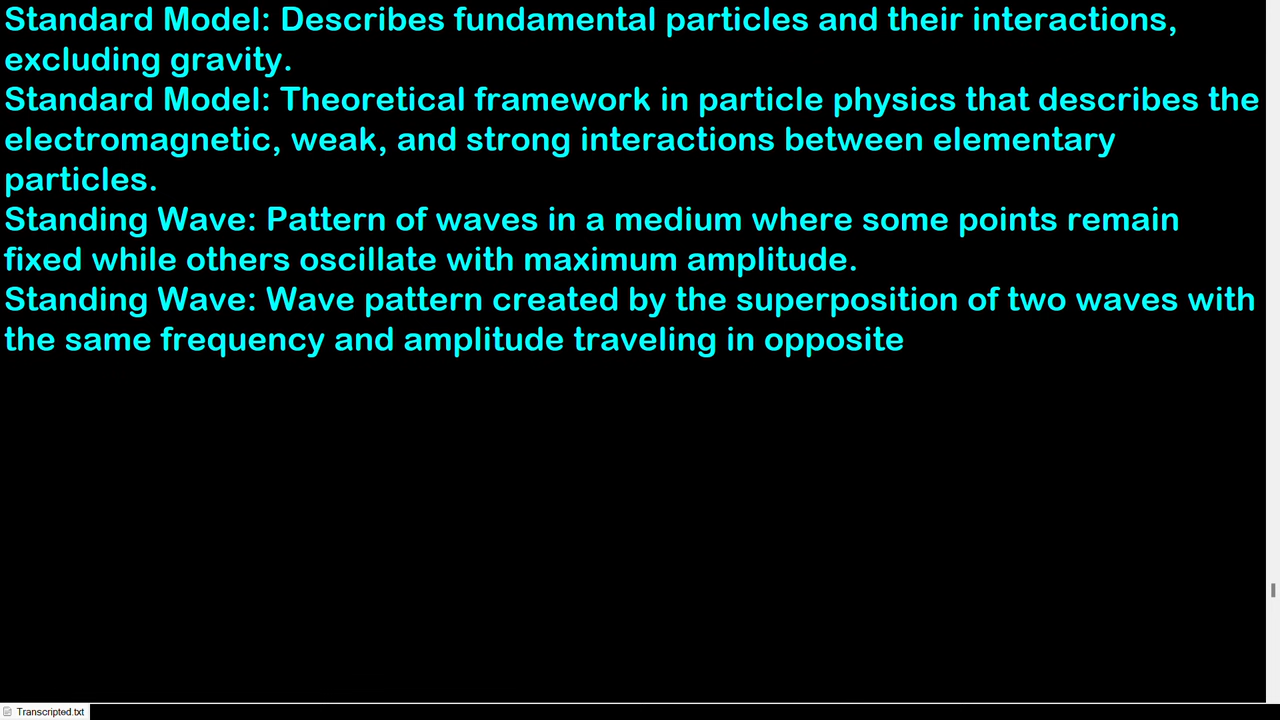 Standard Model: Describes fundamental particles and their interactions,
excluding gravity.
Standard Model: Theoretical framework in particle physics that describes the
electromagnetic, weak, and strong interactions between elementary
particles.
Standing Wave: Pattern of waves in a medium where some points remain
fixed while others oscillate with maximum amplitude.
Standing Wave: Wave pattern created by the superposition of two waves with
the same frequency and amplitude traveling in opposite
Transcripted.txt